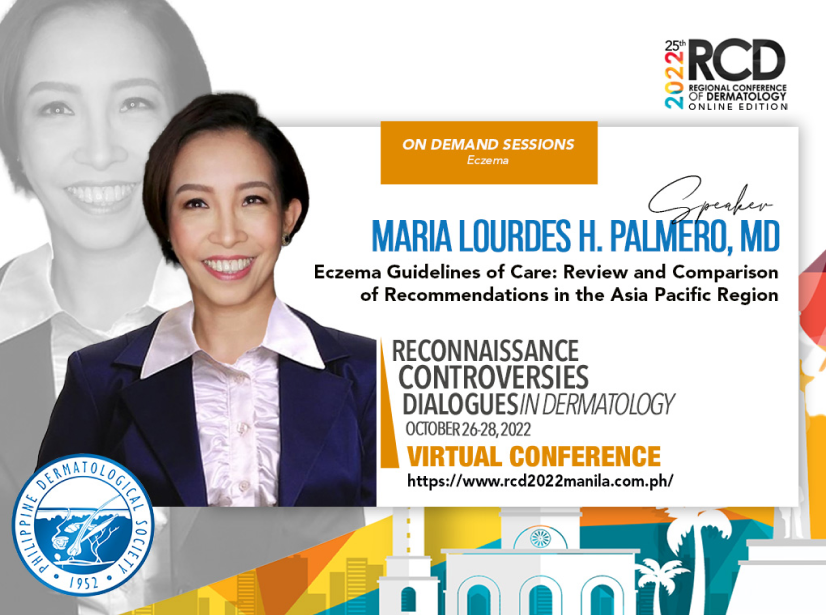 25th
2022
RCD
REGIONAL CONFERENCE
OF DERMATOLOGY
ONLINE EDITION
ON DEMAND SESSIONS
Eczema
Speaker
MARIA LOURDES H. PALMERO, MD
Eczema Guidelines of Care: Review and Comparison
of Recommendations in the Asia Pacific Region
RECONNAISSANCE
CONTROVERSIES
DIALOGUES IN DERMATOLOGY
OCTOBER 26-28, 2022
VIRTUAL CONFERENCE
https://www.rcd2022manila.com.ph/
PHILIPPINE DERMATOLOGICAL SOCIETY
• 1952 •